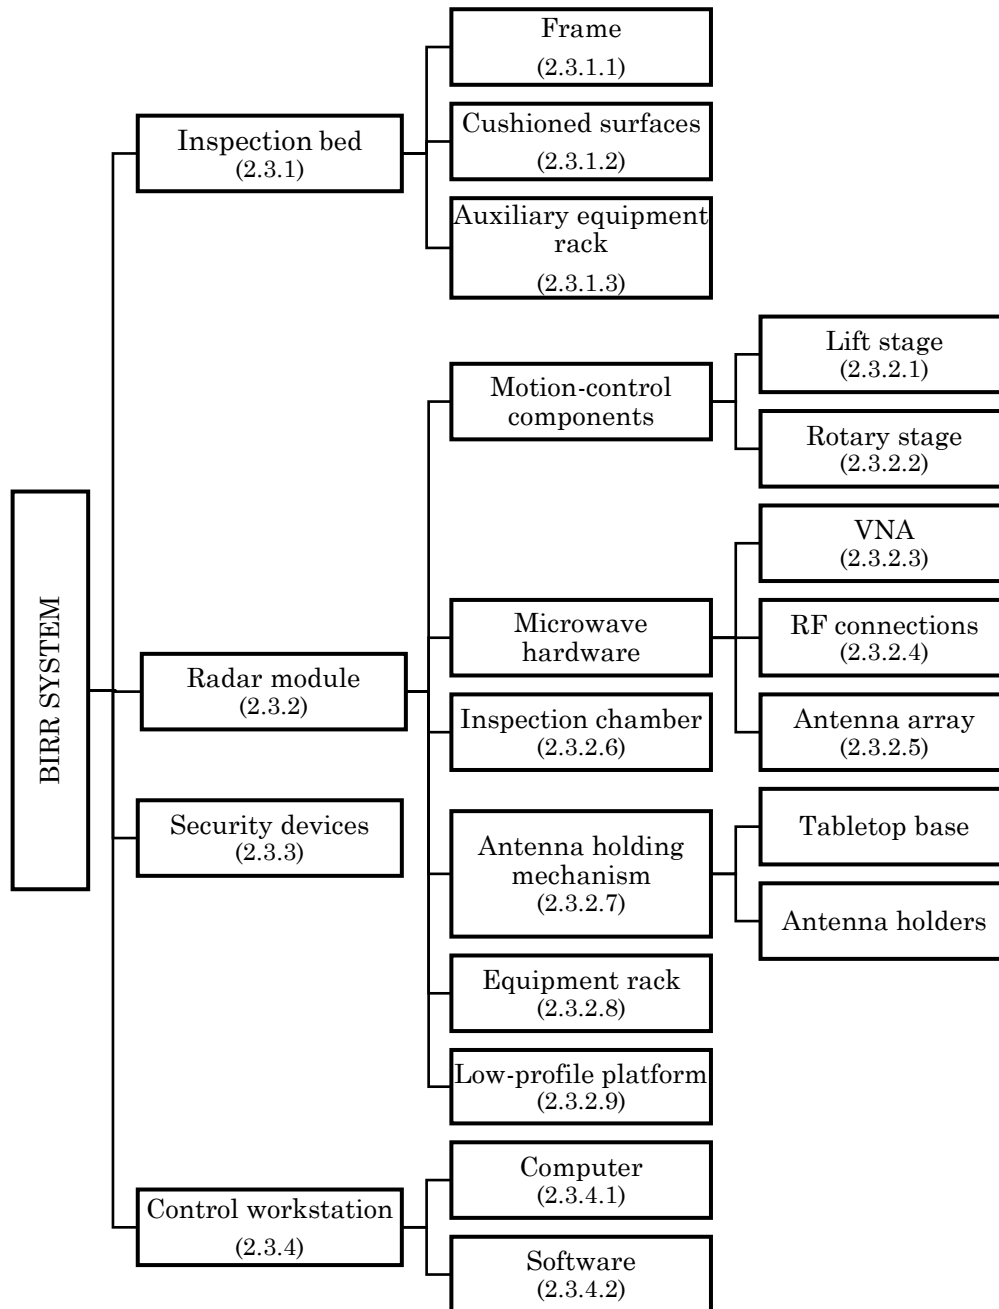 BIRR SYSTEM
Inspection bed
(2.3.1)
Frame
(2.3.1.1)
Cushioned surfaces
(2.3.1.2)
Auxiliary equipment
rack
(2.3.1.3)
Radar module
(2.3.2)
Motion-control
components
Lift stage
(2.3.2.1)
Rotary stage
(2.3.2.2)
Microwave
hardware
VNA
(2.3.2.3)
RF connections
(2.3.2.4)
Antenna array
(2.3.2.5)
Inspection chamber
(2.3.2.6)
Antenna holding
mechanism
(2.3.2.7)
Tabletop base
Antenna holders
Equipment rack
(2.3.2.8)
Low-profile platform
(2.3.2.9)
Security devices
(2.3.3)
Control workstation
(2.3.4)
Computer
(2.3.4.1)
Software
(2.3.4.2)